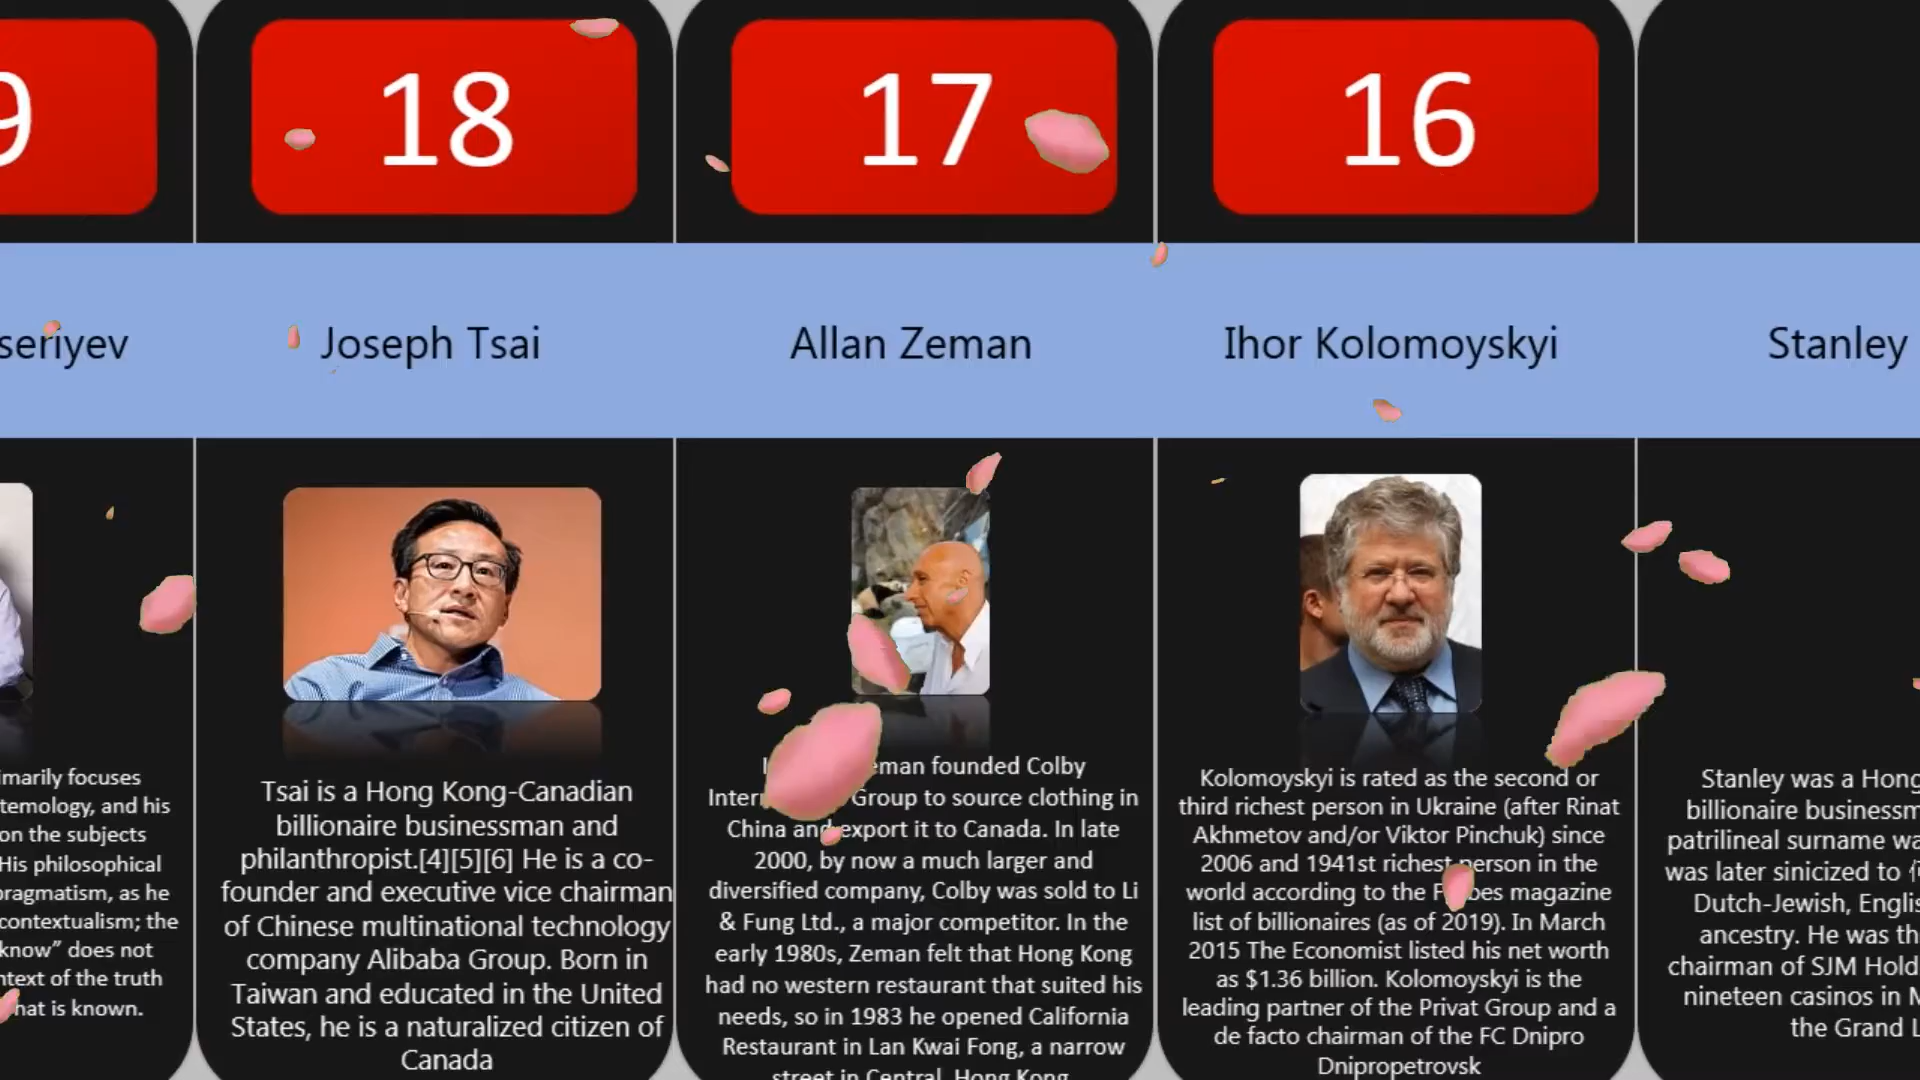 9
18
17
16
seriyev
Joseph Tsai
Allan Zeman
Ihor Kolomoyskyi
Stanley
imarily focuses
temology, and his
on the subjects
His philosophical
pragmatism, as he
contextualism; the
know” does not
ntext of the truth
hat is known.
Tsai is a Hong Kong-Canadian
billionaire businessman and
philanthropist.[4][5][6] He is a co-
founder and executive vice chairman
of Chinese multinational technology
company Alibaba Group. Born in
Taiwan and educated in the United
States, he is a naturalized citizen of
Canada
eman founded Colby
Group to source clothing in
China and export it to Canada. In late
2000, by now a much larger and
diversified company, Colby was sold to Li
& Fung Ltd., a major competitor. In the
early 1980s, Zeman felt that Hong Kong
had no western restaurant that suited his
needs, so in 1983 he opened California
Restaurant in Lan Kwai Fong, a narrow
street in Central, Hong Kong
Kolomoyskyi is rated as the second or
third richest person in Ukraine (after Rinat
Akhmetov and/or Viktor Pinchuk) since
2006 and 1941st richest person in the
world according to the Forbes magazine
list of billionaires (as of 2019). In March
2015 The Economist listed his net worth
as $1.36 billion. Kolomoyskyi is the
leading partner of the Privat Group and a
de facto chairman of the FC Dnipro
Dnipropetrovsk
Stanley was a Hong
billionaire businessm
patrilineal surname wa
was later sinicized to
Dutch-Jewish, Englis
ancestry. He was th
chairman of SJM Hold
nineteen casinos in M
the Grand L